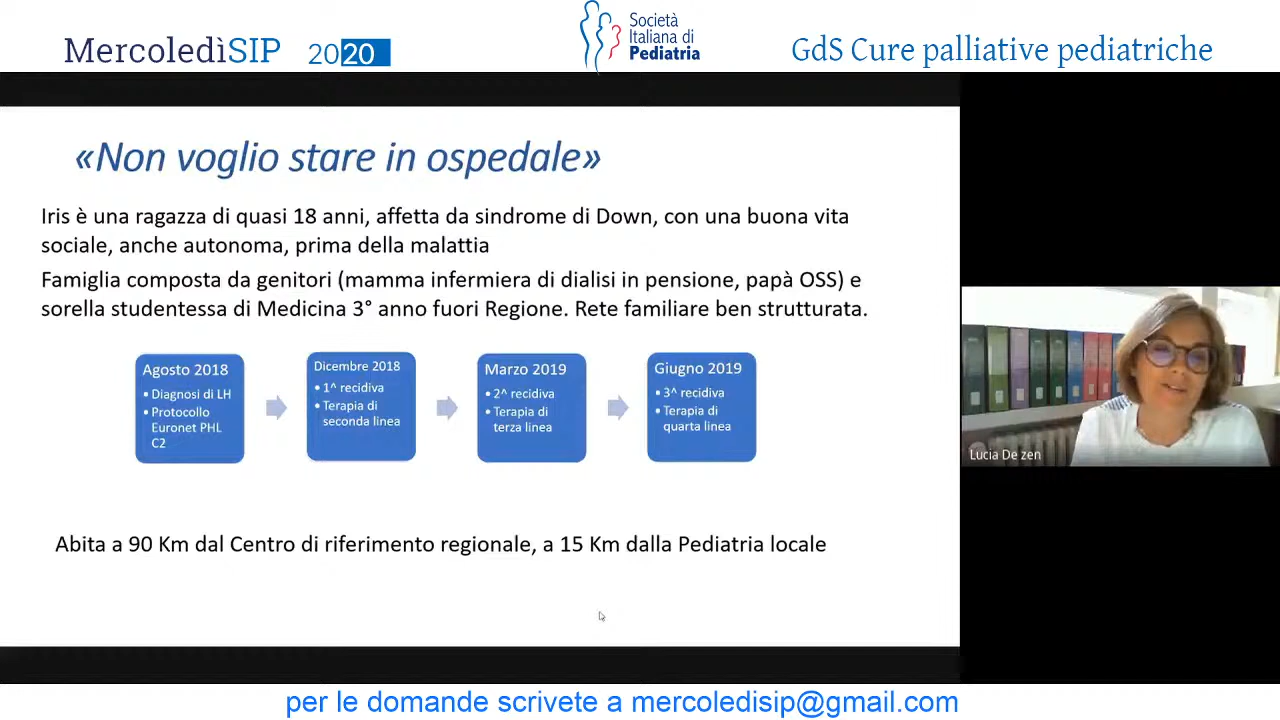 MercoledìSIP 2020
Società
Italiana di
Pediatria
GdS Cure palliative pediatriche
«Non voglio stare in ospedale»
Iris è una ragazza di quasi 18 anni, affetta da sindrome di Down, con una buona vita
sociale, anche autonoma, prima della malattia
Famiglia composta da genitori (mamma infermiera di dialisi in pensione, papà OSS) e
sorella studentessa di Medicina 3° anno fuori Regione. Rete familiare ben strutturata.
Agosto 2018
• Diagnosi di LH
• Protocollo
Euronet PHL
C2
Dicembre 2018
• 1^ recidiva
• Terapia di
seconda linea
Marzo 2019
• 2^ recidiva
• Terapia di
terza linea
Giugno 2019
• 3^ recidiva
• Terapia di
quarta linea
Abita a 90 Km dal Centro di riferimento regionale, a 15 Km dalla Pediatria locale
Lucia De zen
per le domande scrivete a mercoledisip@gmail.com